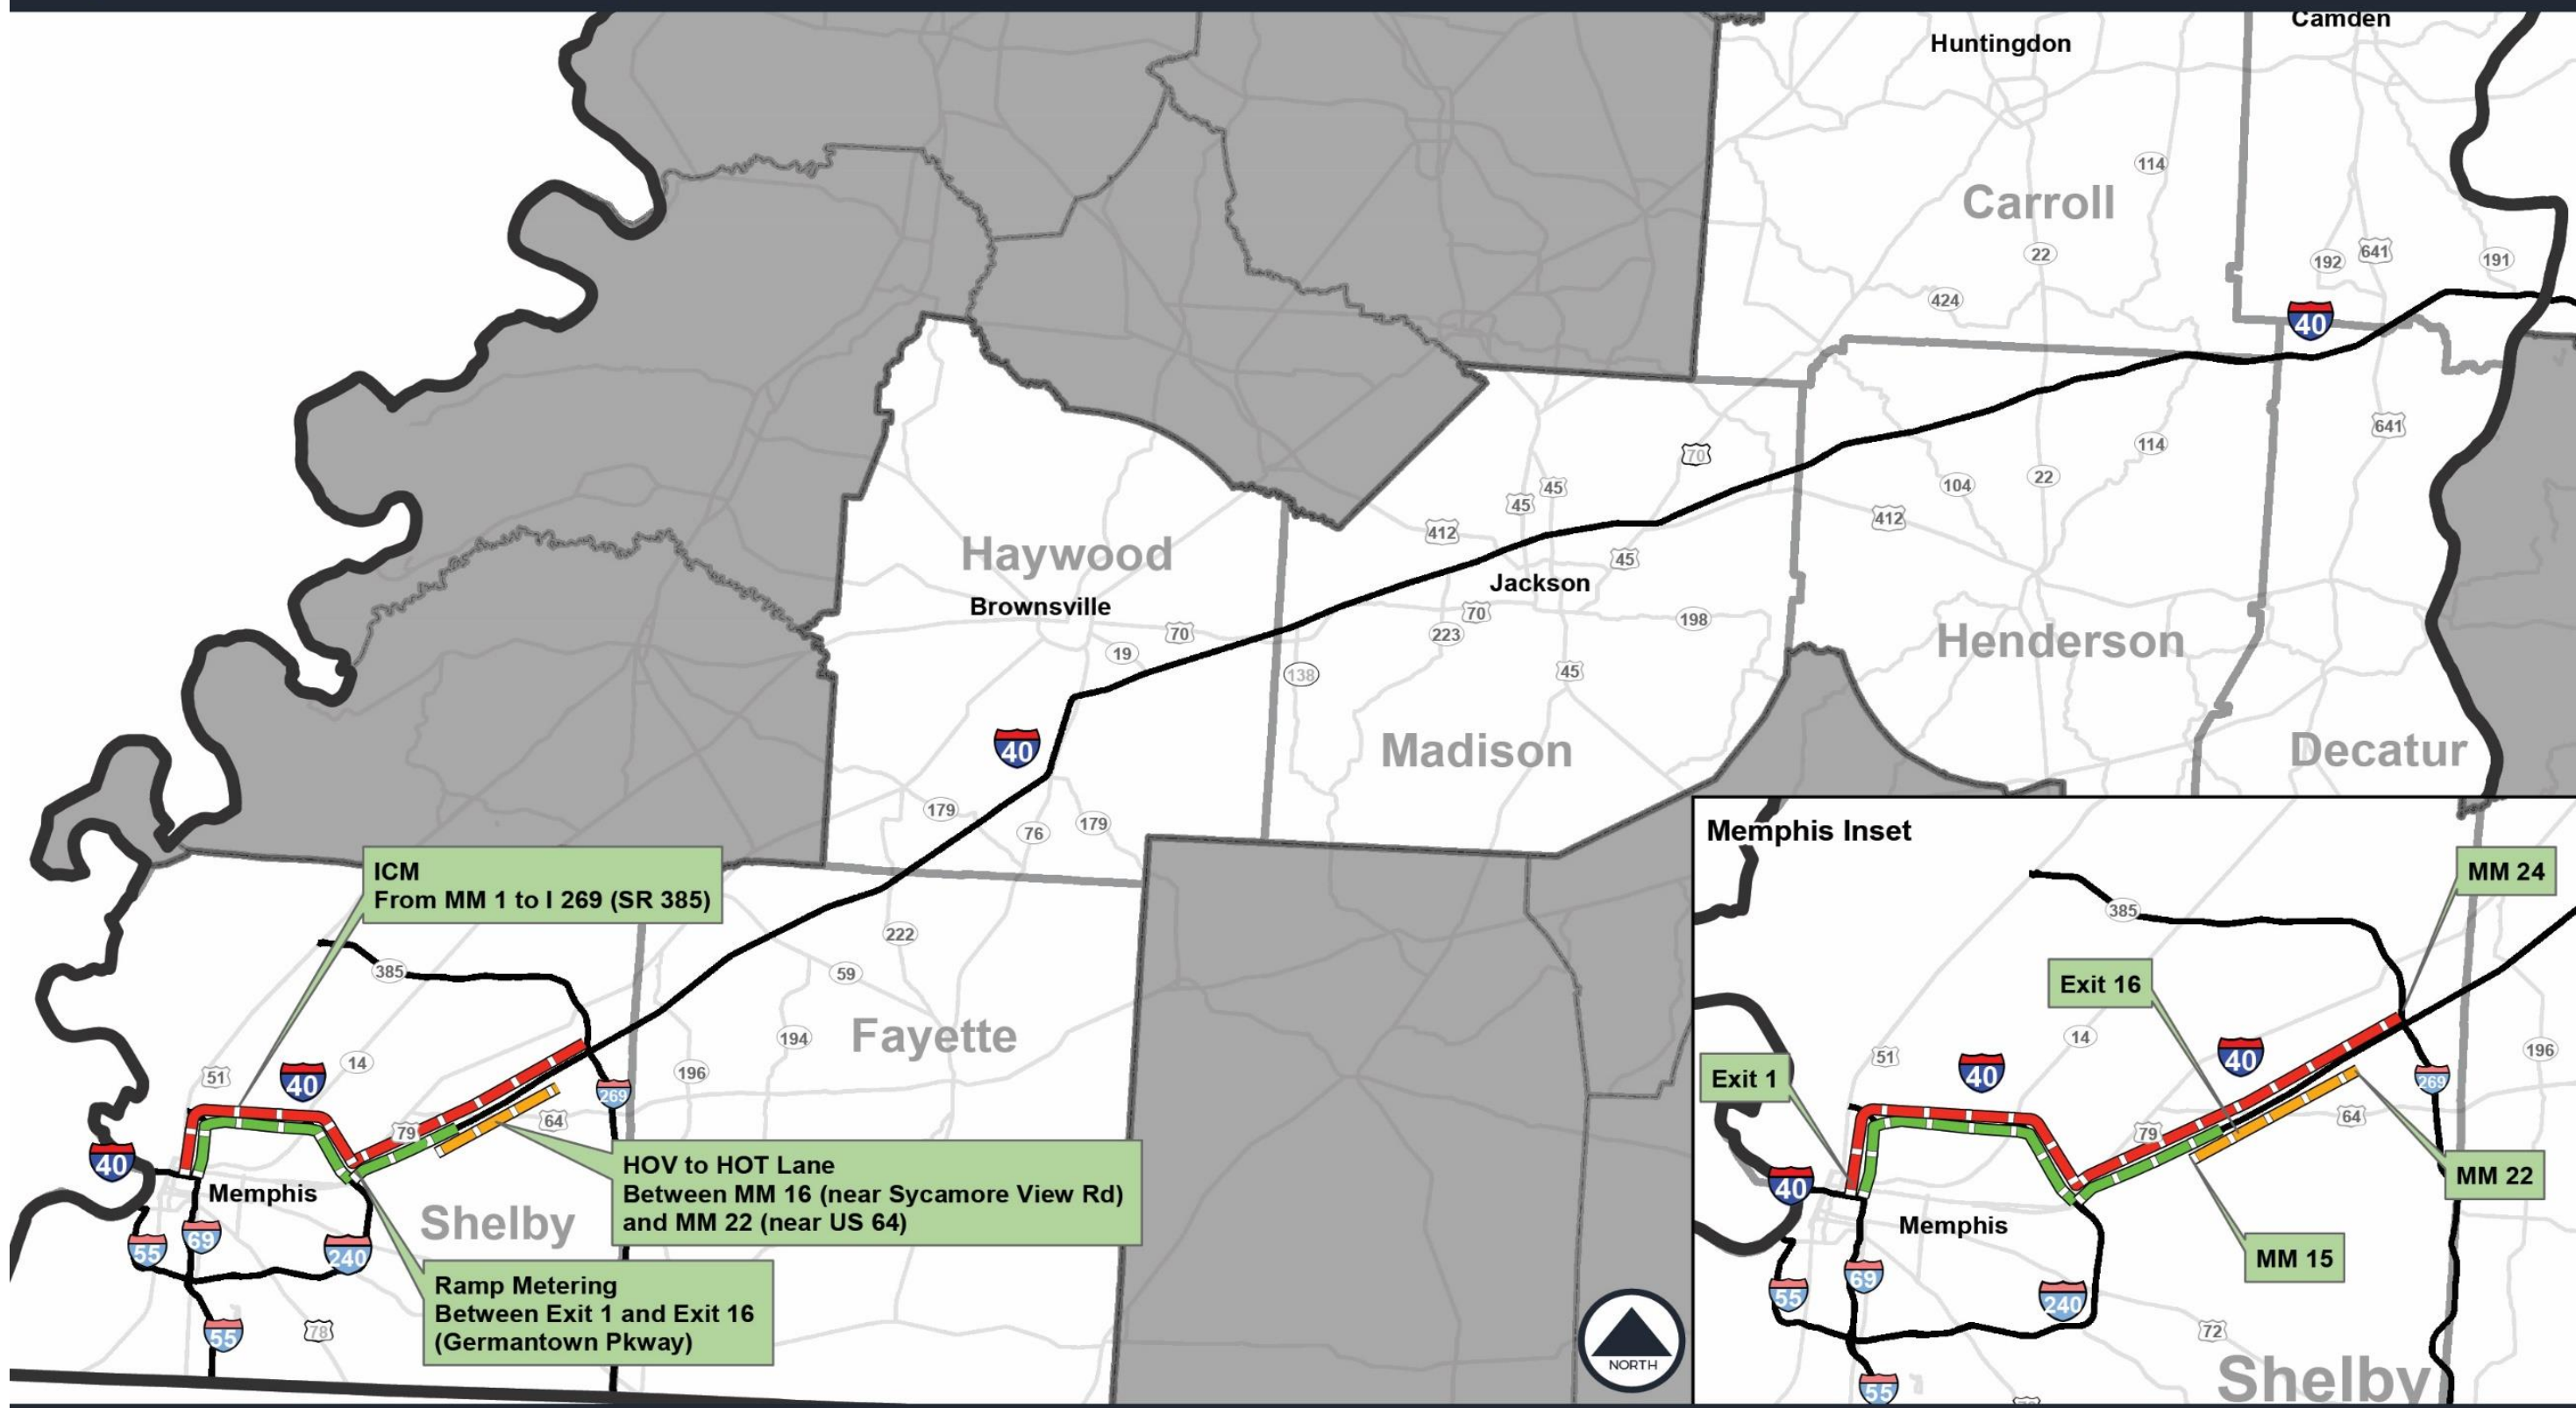 Camden
Huntingdon
114
Carroll
22
641
192
191
424
40
641
70
114
45
22
104
45
412
412
Haywood
45
Jackson
Brownsville
70
198
70
223
19
Henderson
138
45
40
Madison
Decatur
179
179
76
ICM
From MM 1 to I 269 (SR 385)
222
385
59
Fayette
194
14
196
51
40
269
64
79
40
HOV to HOT Lane
Between MM 16 (near Sycamore View Rd)
and MM 22 (near US 64)
Memphis
Shelby
69
55
240
Ramp Metering
Between Exit 1 and Exit 16
(Germantown Pkway)
55
78
NORTH
Memphis Inset
MM 24
385
Exit 16
14
196
51
40
40
Exit 1
269
64
79
MM 22
40
Memphis
MM 15
69
55
240
72
Shelby
55